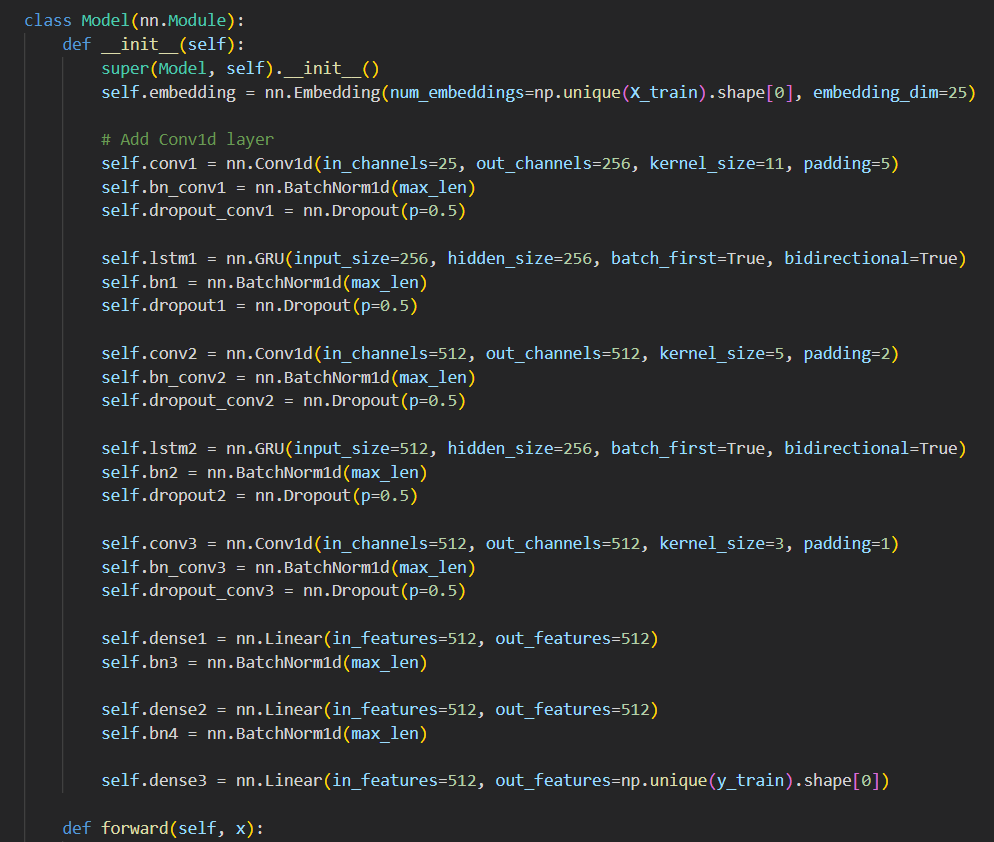 class Model(nn.Module):
    def __init__(self):
        super(Model, self).__init__()
        self.embedding = nn.Embedding(num_embeddings=np.unique(X_train).shape[0], embedding_dim=25)
        # Add Conv1d layer
        self.conv1 = nn.Conv1d(in_channels=25, out_channels=256, kernel_size=11, padding=5)
        self.bn_conv1 = nn.BatchNorm1d(max_len)
        self.dropout_conv1 = nn.Dropout(p=0.5)
        self.lstm1 = nn.GRU(input_size=256, hidden_size=256, batch_first=True, bidirectional=True)
        self.bn1 = nn.BatchNorm1d(max_len)
        self.dropout1 = nn.Dropout(p=0.5)
        self.conv2 = nn.Conv1d(in_channels=512, out_channels=512, kernel_size=5, padding=2)
        self.bn_conv2 = nn.BatchNorm1d(max_len)
        self.dropout_conv2 = nn.Dropout(p=0.5)
        self.lstm2 = nn.GRU(input_size=512, hidden_size=256, batch_first=True, bidirectional=True)
        self.bn2 = nn.BatchNorm1d(max_len)
        self.dropout2 = nn.Dropout(p=0.5)
        self.conv3 = nn.Conv1d(in_channels=512, out_channels=512, kernel_size=3, padding=1)
        self.bn_conv3 = nn.BatchNorm1d(max_len)
        self.dropout_conv3 = nn.Dropout(p=0.5)
        self.dense1 = nn.Linear(in_features=512, out_features=512)
        self.bn3 = nn.BatchNorm1d(max_len)
        self.dense2 = nn.Linear(in_features=512, out_features=512)
        self.bn4 = nn.BatchNorm1d(max_len)
        self.dense3 = nn.Linear(in_features=512, out_features=np.unique(y_train).shape[0])
    def forward(self, x):